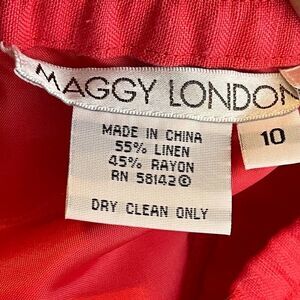 MAGGY LONDON
10
MADE IN CHINA
55% LINEN
45% RAYON
RN 58142©
DRY CLEAN ONLY